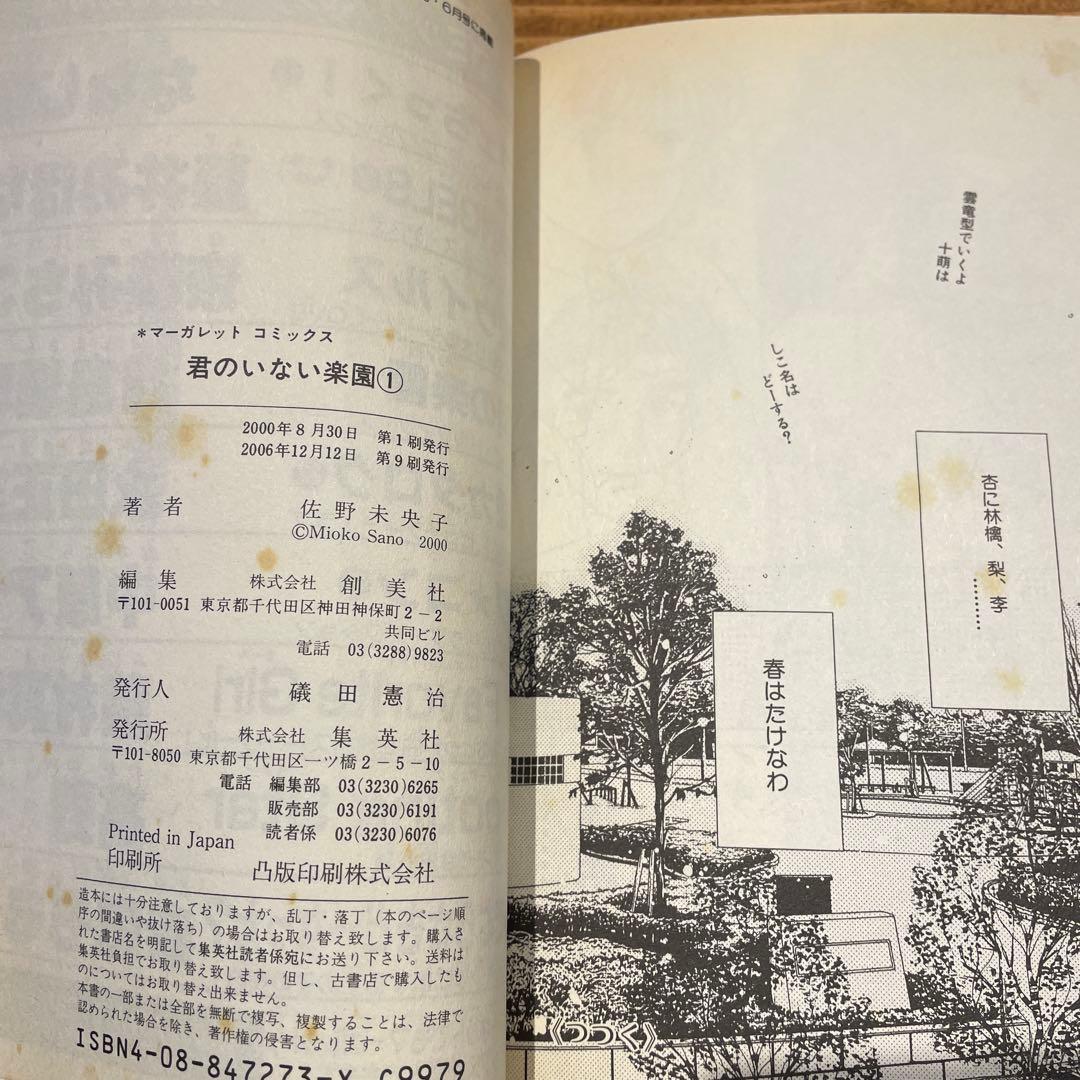 ＊マーガレット コミックス
君のいない楽園①
2000年8月30日　第1刷発行
2006年12月12日　第9刷発行
著者　佐野未央子
©Mioko Sano 2000
編集　株式会社 創美社
〒101-0051 東京都千代田区神田神保町2－2
共同ビル
電話　03(3288)9823
発行人　礒田憲治
発行所　株式会社 集英社
〒101-8050 東京都千代田区一ツ橋2－5－10
電話　編集部　03(3230)6265
販売部　03(3230)6191
読者係　03(3230)6076
Printed in Japan
印刷所　凸版印刷株式会社
造本には十分注意しておりますが、乱丁・落丁（本のページ順
序の間違いや抜け落ち）の場合はお取り替え致します。購入さ
れた書店名を明記して集英社読者係宛にお送り下さい。送料は
集英社負担でお取り替え致します。但し、古書店で購入したも
のについてはお取り替え出来ません。
本書の一部または全部を無断で複写、複製することは、法律で
認められた場合を除き、著作権の侵害となります。
ISBN4-08-847273-X C9979
雲竜型でいくよ
十萌は
しこ名は
どーする？
杏に林檎、梨、李
………
春はたけなわ
《つづく》